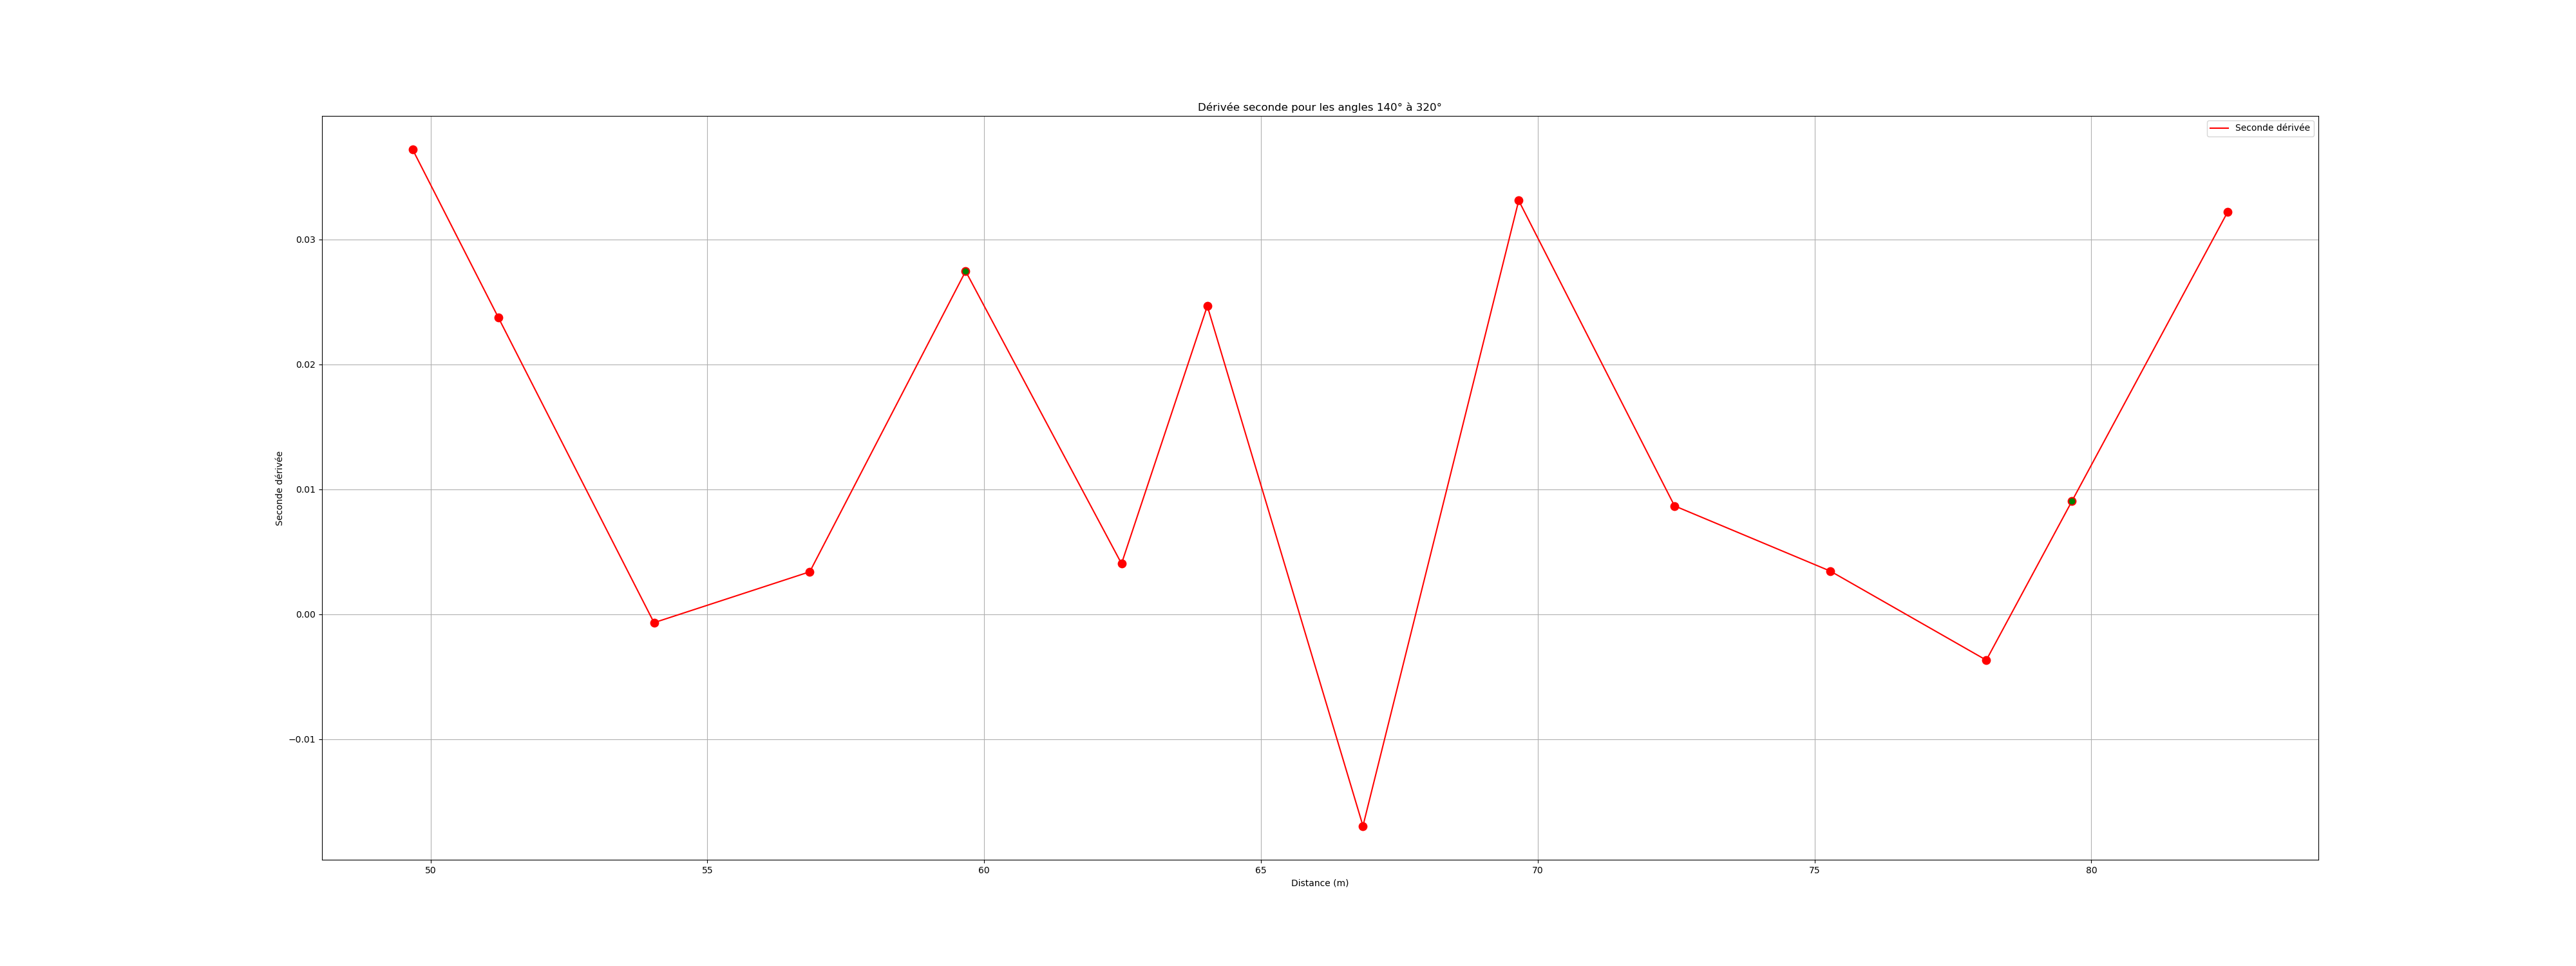 Dérivée seconde pour les angles 140° à 320°
Seconde dérivée
0.03
0.02
0.01
0.00
−0.01
Seconde dérivée
50 55 60 65 70 75 80
Distance (m)